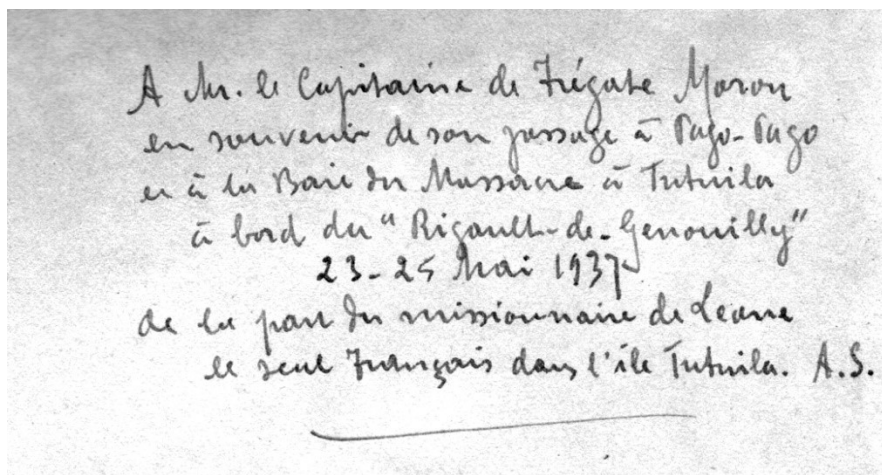 A Mr. le Capitaine de Frégate Moron
en souvenir de son passage à Pago-Pago
et à la Baie du Massacre à Tutuila
à bord du "Rigault-de-Genouilly"
23-25 Mai 1937
de la part du missionnaire de Leone
le seul Français dans l'île Tutuila. A.S.